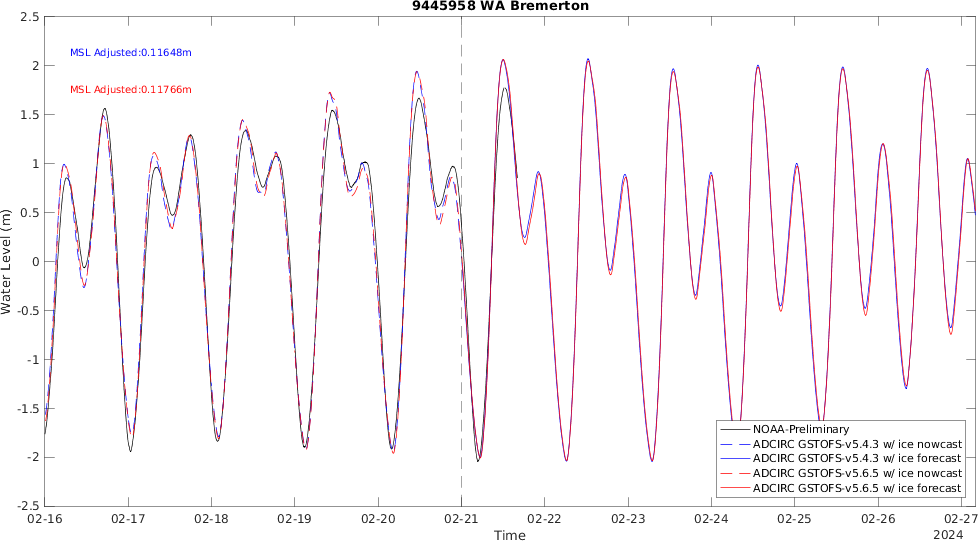 9445958 WA Bremerton
2.5
2
1.5
1
0.5
0
-0.5
-1
-1.5
-2
-2.5
Water Level (m)
MSL Adjusted:0.11648m
MSL Adjusted:0.11766m
NOAA-Preliminary
ADCIRC GSTOFS-v5.4.3 w/ ice nowcast
ADCIRC GSTOFS-v5.4.3 w/ ice forecast
ADCIRC GSTOFS-v5.6.5 w/ ice nowcast
ADCIRC GSTOFS-v5.6.5 w/ ice forecast
02-16 02-17 02-18 02-19 02-20 02-21 02-22 02-23 02-24 02-25 02-26 02-27
Time
2024